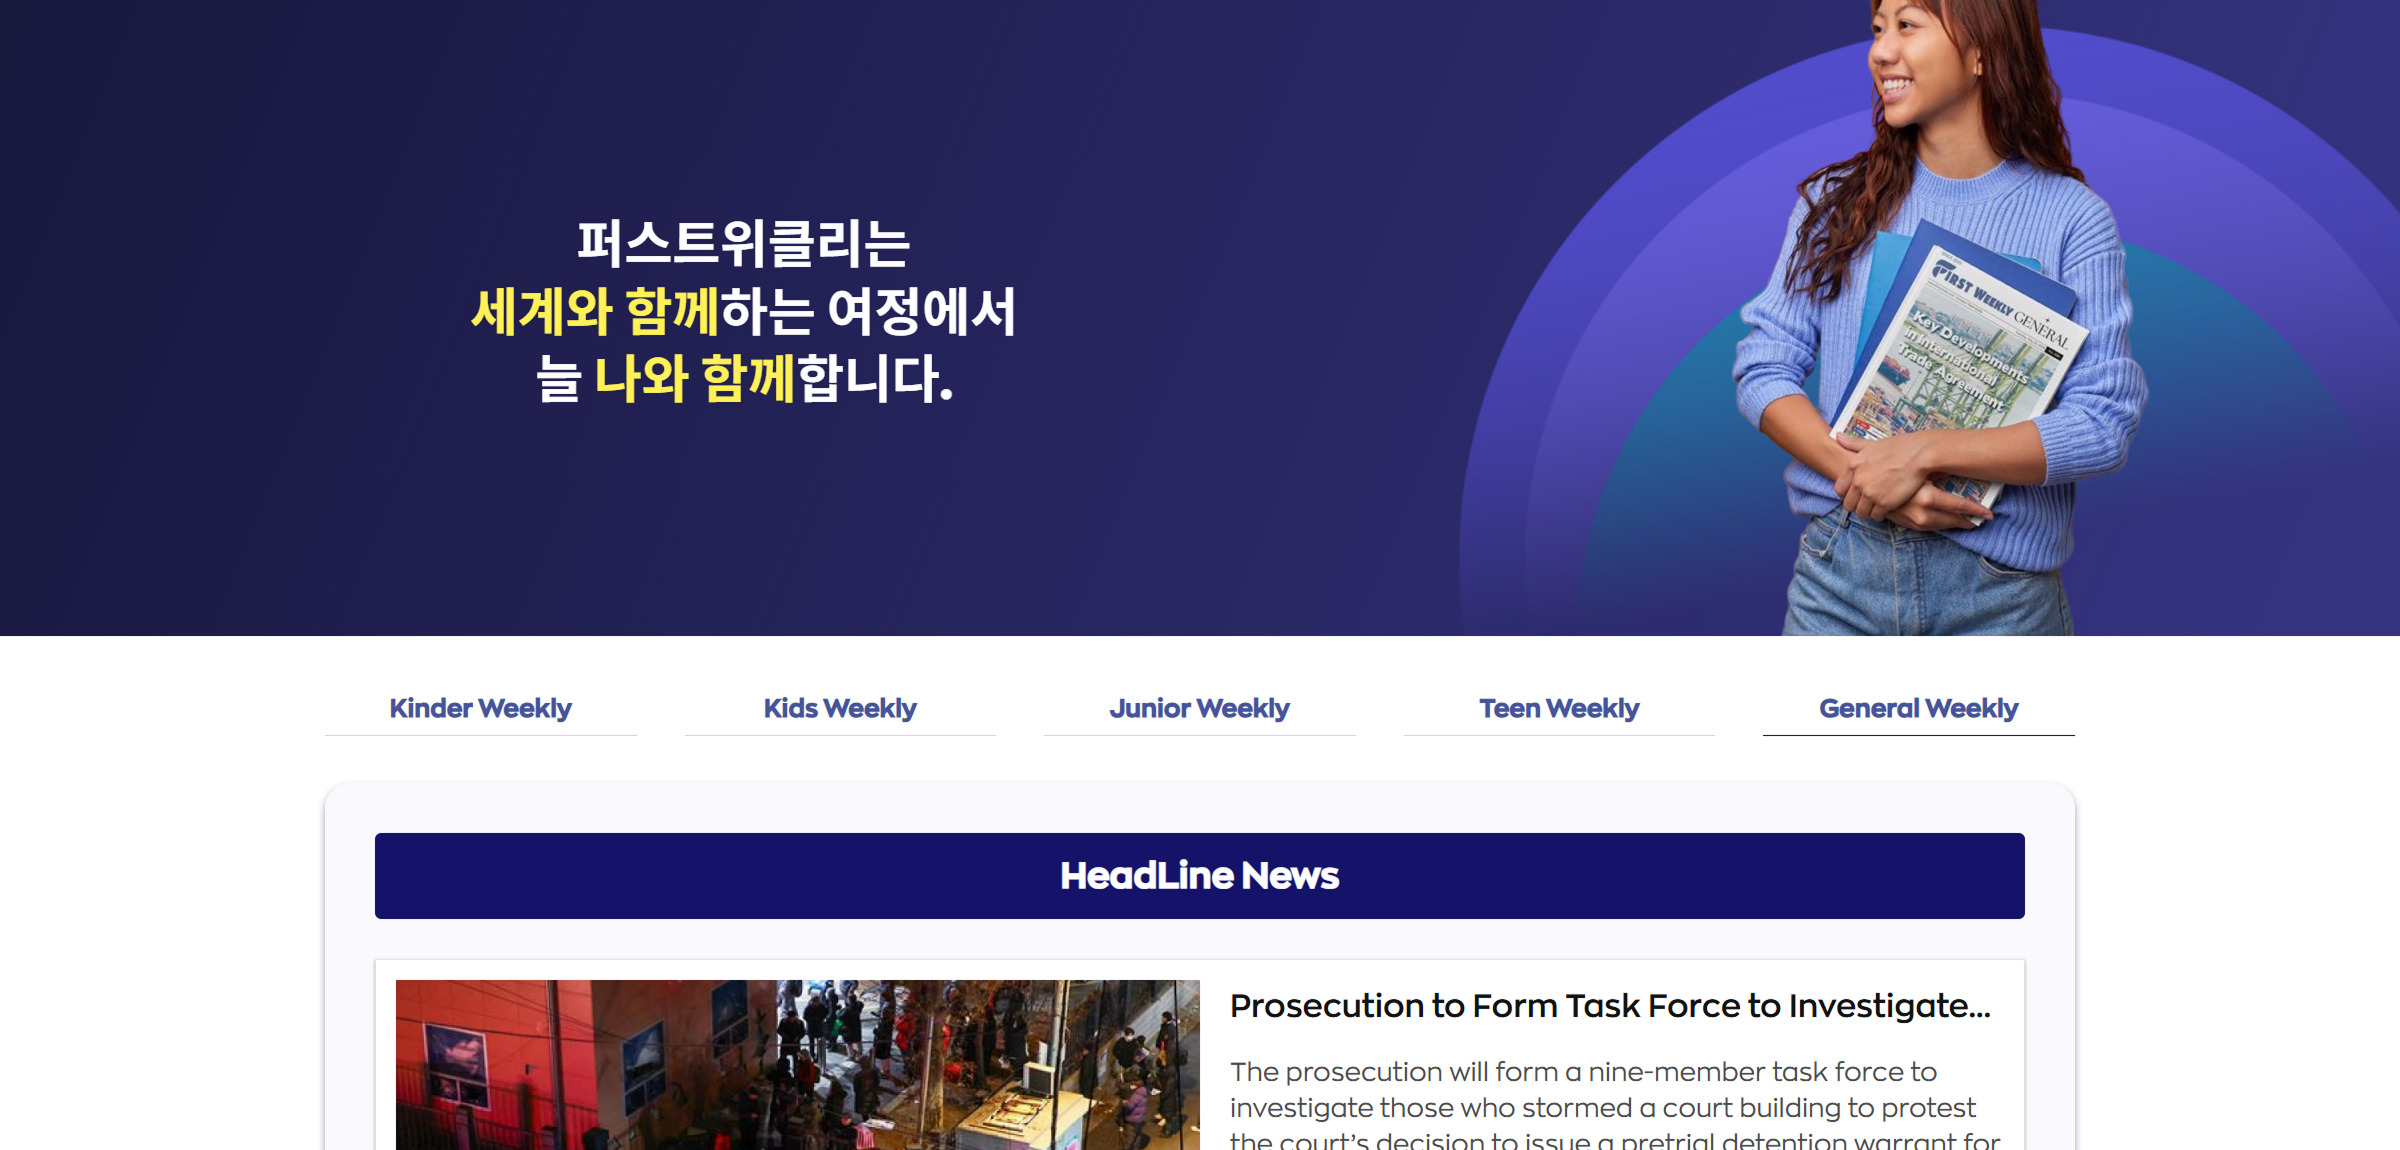 퍼스트위클리는
세계와 함께하는 여정에서
늘 나와 함께합니다.
FIRST WEEKLY GENERAL
Key Developments
in International
Trade Agreement
Kinder Weekly
Kids Weekly
Junior Weekly
Teen Weekly
General Weekly
HeadLine News
Prosecution to Form Task Force to Investigate...
The prosecution will form a nine-member task force to
investigate those who stormed a court building to protest
the court's decision to issue a pretrial detention warrant for